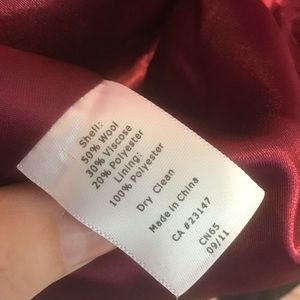 Shell:
50% Wool
30% Viscose
20% Polyester
Lining:
100% Polyester
Dry Clean
Made in China
CA #23147
CN65
09/11